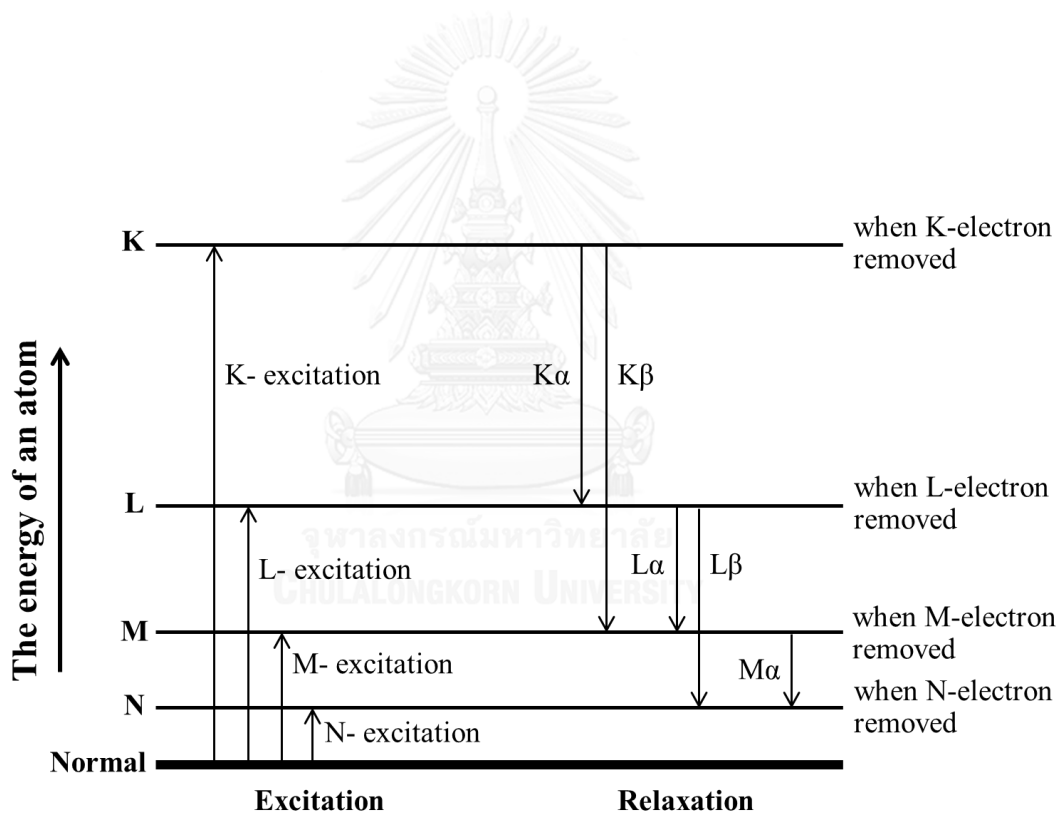 K
when K-electron
removed
The energy of an atom
K- excitation
Kα
Kβ
L
when L-electron
removed
จุฬาลงกรณ์มหาวิทยาลัย
CHULALONGKORN UNIVERSITY
L- excitation
Lα
Lβ
M
when M-electron
removed
M- excitation
Mα
N
when N-electron
removed
N- excitation
Normal
Excitation
Relaxation